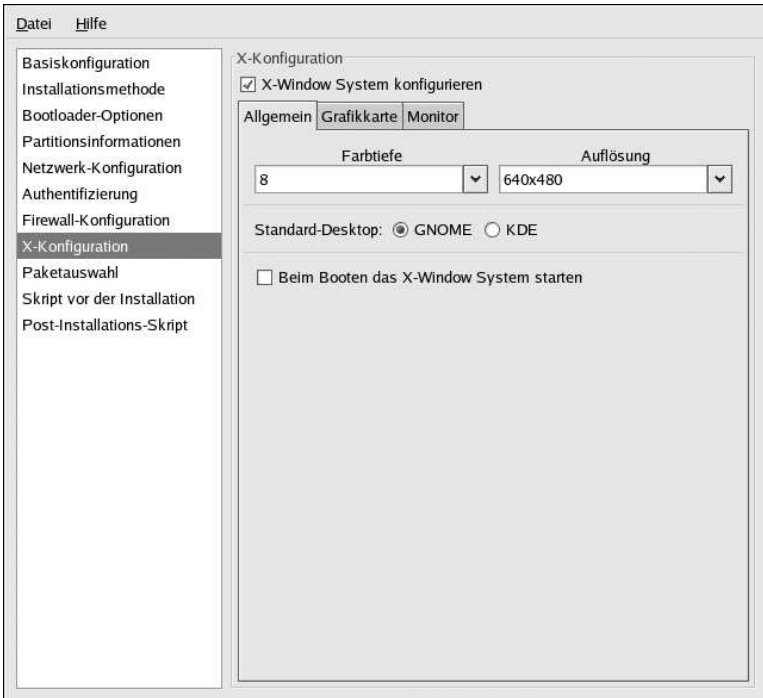 Datei Hilfe
Basiskonfiguration
Installationsmethode
Bootloader-Optionen
Partitionsinformationen
Netzwerk-Konfiguration
Authentifizierung
Firewall-Konfiguration
X-Konfiguration
Paketauswahl
Skript vor der Installation
Post-Installations-Skript
X-Konfiguration
X-Window System konfigurieren
Allgemein Grafikkarte Monitor
Farbtiefe Auflösung
8 640x480
Standard-Desktop: GNOME KDE
Beim Booten das X-Window System starten